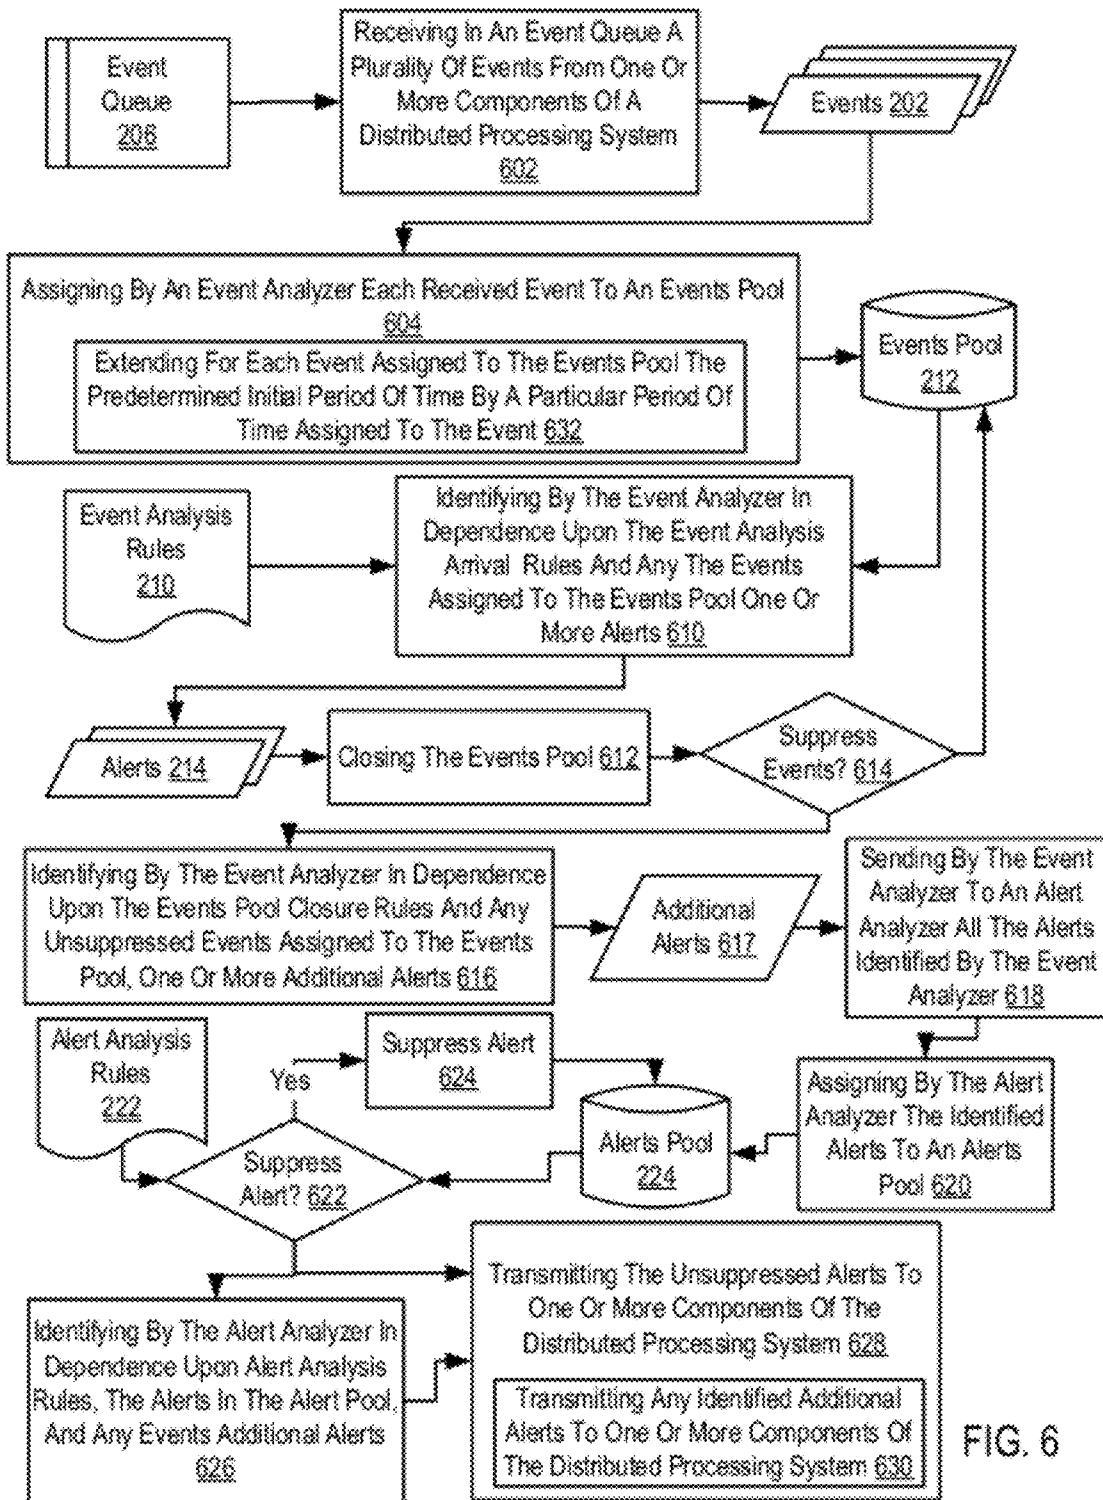 Event
Queue
206
Receiving In An Event Queue A
Plurality Of Events From One Or
More Components Of A
Distributed Processing System
602
Events 202
Assigning By An Event Analyzer Each Received Event To An Events Pool
604
Extending For Each Event Assigned To The Events Pool The
Predetermined Initial Period Of Time By A Particular Period Of
Time Assigned To The Event 632
Events Pool
212
Event Analysis
Rules
210
Identifying By The Event Analyzer In
Dependence Upon The Event Analysis
Arrival Rules And Any The Events
Assigned To The Events Pool One Or
More Alerts 610
Alerts 214
Closing The Events Pool 612
Suppress
Events? 614
Identifying By The Event Analyzer In Dependence
Upon The Events Pool Closure Rules And Any
Unsuppressed Events Assigned To The Events
Pool, One Or More Additional Alerts 616
Additional
Alerts 617
Sending By The Event
Analyzer To An Alert
Analyzer All The Alerts
Identified By The Event
Analyzer 618
Alert Analysis
Rules
222
Yes
Suppress Alert
624
Alerts Pool
224
Assigning By The Alert
Analyzer The Identified
Alerts To An Alerts
Pool 620
Suppress
Alert? 622
Identifying By The Alert Analyzer In
Dependence Upon Alert Analysis
Rules, The Alerts In The Alert Pool,
And Any Events Additional Alerts
626
Transmitting The Unsuppressed Alerts To
One Or More Components Of The
Distributed Processing System 628
Transmitting Any Identified Additional
Alerts To One Or More Components Of
The Distributed Processing System 630
FIG. 6